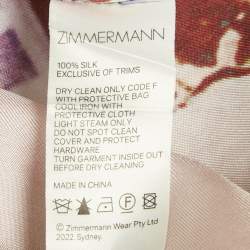 ZIMMERMANN
100% SILK
EXCLUSIVE OF TRIMS
DRY CLEAN ONLY CODE F
WITH PROTECTIVE BAG
COOL IRON WITH
PROTECTIVE CLOTH
LIGHT STEAM ONLY
DO NOT SPOT CLEAN
COVER AND PROTECT
HARDWARE
TURN GARMENT INSIDE OUT
BEFORE DRY CLEANING
MADE IN CHINA
F
© Zimmermann Wear Pty Ltd
2022. Sydney.